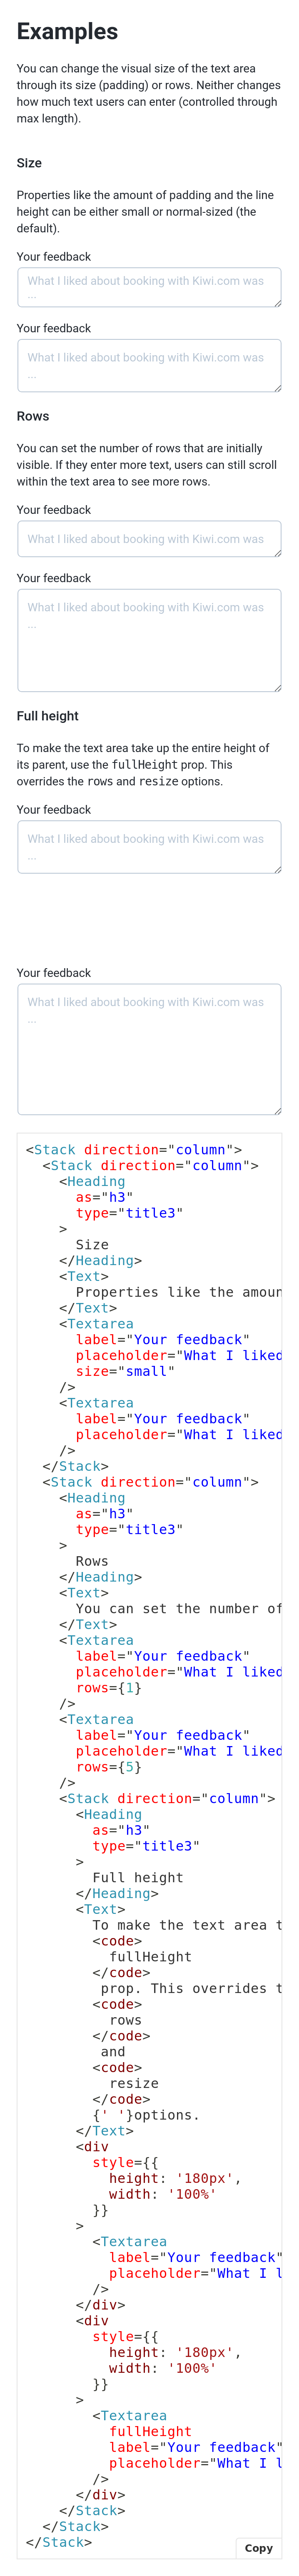 Examples
You can change the visual size of the text area
through its size (padding) or rows. Neither changes
how much text users can enter (controlled through
max length).
Size
Properties like the amount of padding and the line
height can be either small or normal-sized (the
default).
Your feedback
What I liked about booking with Kiwi.com was
...
Your feedback
What I liked about booking with Kiwi.com was
...
Rows
You can set the number of rows that are initially
visible. If they enter more text, users can still scroll
within the text area to see more rows.
Your feedback
What I liked about booking with Kiwi.com was
Your feedback
What I liked about booking with Kiwi.com was
...
Full height
To make the text area take up the entire height of
its parent, use the fullHeight prop. This
overrides the rows and resize options.
Your feedback
What I liked about booking with Kiwi.com was
...
Your feedback
What I liked about booking with Kiwi.com was
...
<Stack direction="column">
  <Stack direction="column">
    <Heading
      as="h3"
      type="title3"
    >
      Size
    </Heading>
    <Text>
      Properties like the amoun
    </Text>
    <Textarea
      label="Your feedback"
      placeholder="What I liked
      size="small"
    />
    <Textarea
      label="Your feedback"
      placeholder="What I liked
    />
  </Stack>
  <Stack direction="column">
    <Heading
      as="h3"
      type="title3"
    >
      Rows
    </Heading>
    <Text>
      You can set the number of
    </Text>
    <Textarea
      label="Your feedback"
      placeholder="What I liked
      rows={1}
    />
    <Textarea
      label="Your feedback"
      placeholder="What I liked
      rows={5}
    />
    <Stack direction="column">
      <Heading
        as="h3"
        type="title3"
      >
        Full height
      </Heading>
      <Text>
        To make the text area t
        <code>
          fullHeight
        </code>
         prop. This overrides t
        <code>
          rows
        </code>
         and
        <code>
          resize
        </code>
        {' '}options.
      </Text>
      <div
        style={{
          height: '180px',
          width: '100%'
        }}
      >
        <Textarea
          label="Your feedback"
          placeholder="What I l
        />
      </div>
      <div
        style={{
          height: '180px',
          width: '100%'
        }}
      >
        <Textarea
          fullHeight
          label="Your feedback"
          placeholder="What I l
        />
      </div>
    </Stack>
  </Stack>
</Stack>
Copy